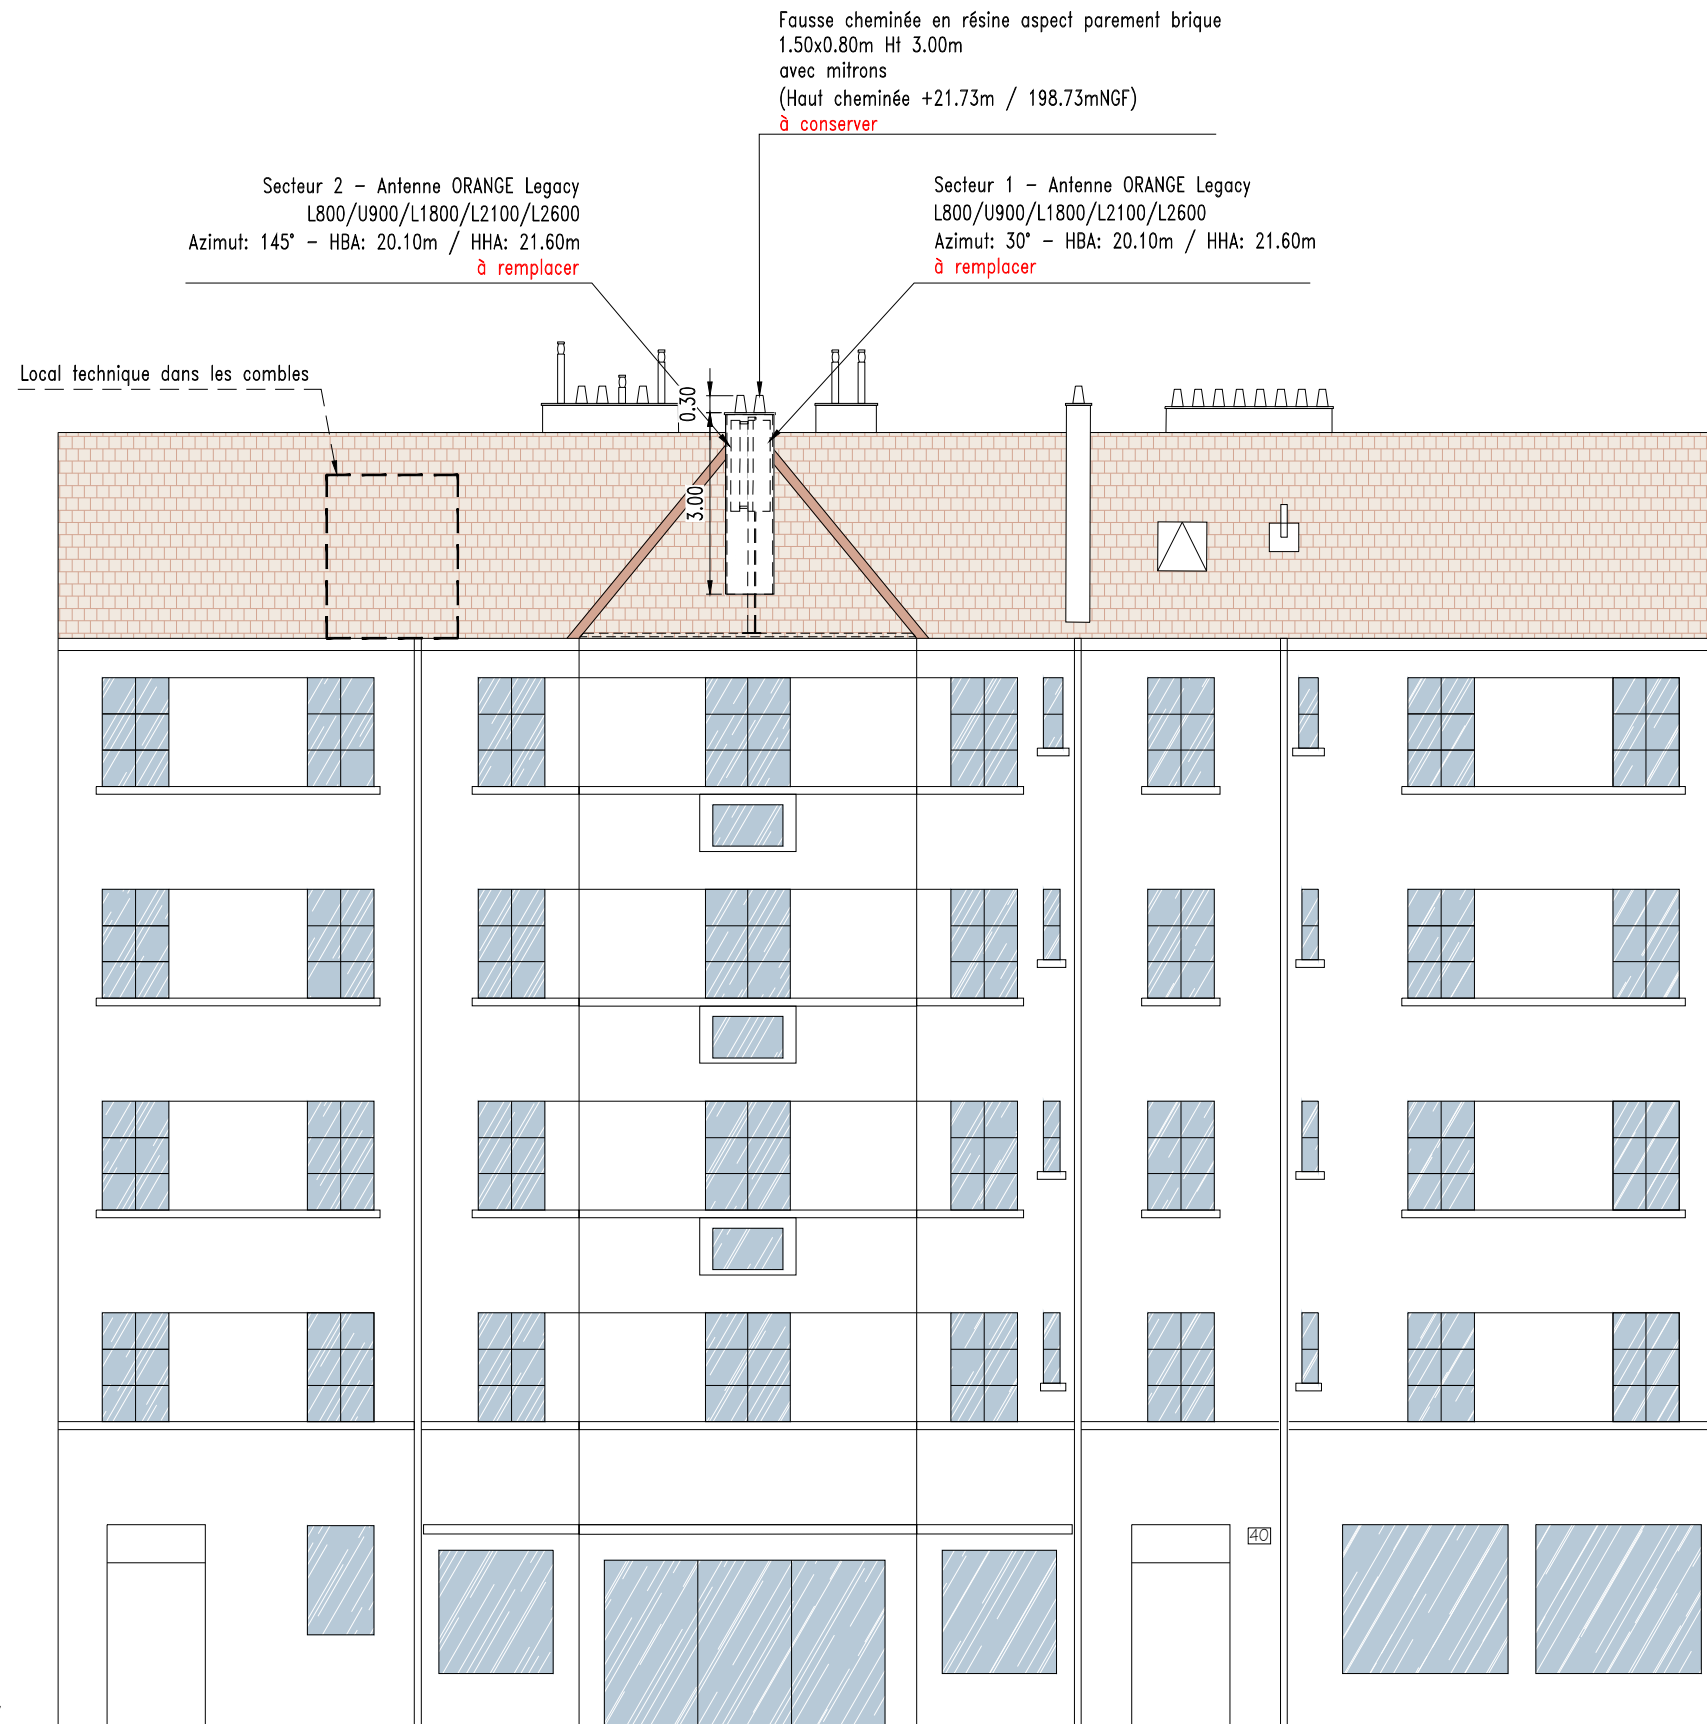 Fausse cheminée en résine aspect parement brique
1.50x0.80m Ht 3.00m
avec mitrons
(Haut cheminée +21.73m / 198.73mNGF)
à conserver
Secteur 2 - Antenne ORANGE Legacy
L800/U900/L1800/L2100/L2600
Azimut: 145° - HBA: 20.10m / HHA: 21.60m
à remplacer
Secteur 1 - Antenne ORANGE Legacy
L800/U900/L1800/L2100/L2600
Azimut: 30° - HBA: 20.10m / HHA: 21.60m
à remplacer
Local technique dans les combles
0.30
3.00
40